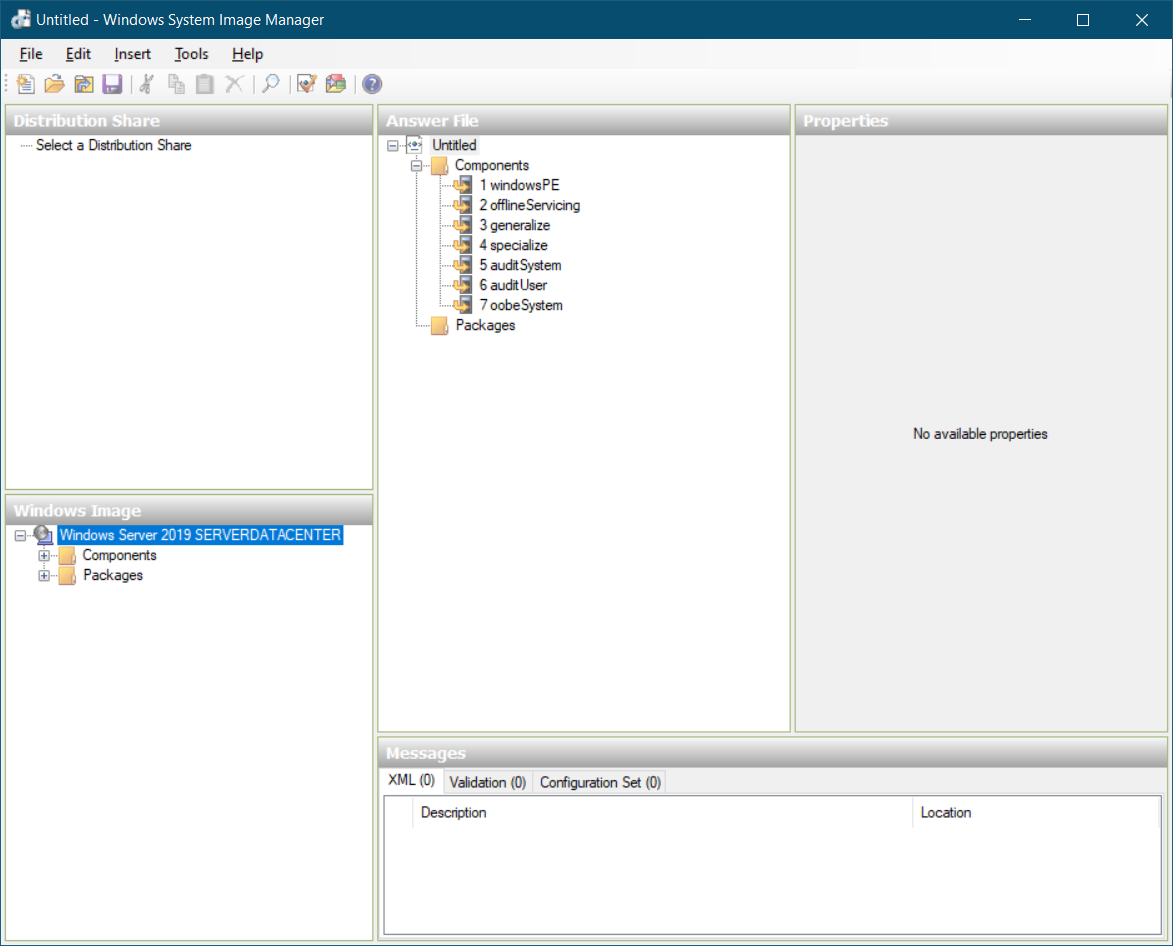 Untitled - Windows System Image Manager
File Edit Insert Tools Help
Distribution Share
Select a Distribution Share
Windows Image
Windows Server 2019 SERVERDATACENTER
Components
Packages
Answer File
Untitled
Components
1 windowsPE
2 offlineServicing
3 generalize
4 specialize
5 auditSystem
6 auditUser
7 oobeSystem
Packages
Properties
No available properties
Messages
XML (0) Validation (0) Configuration Set (0)
Description Location